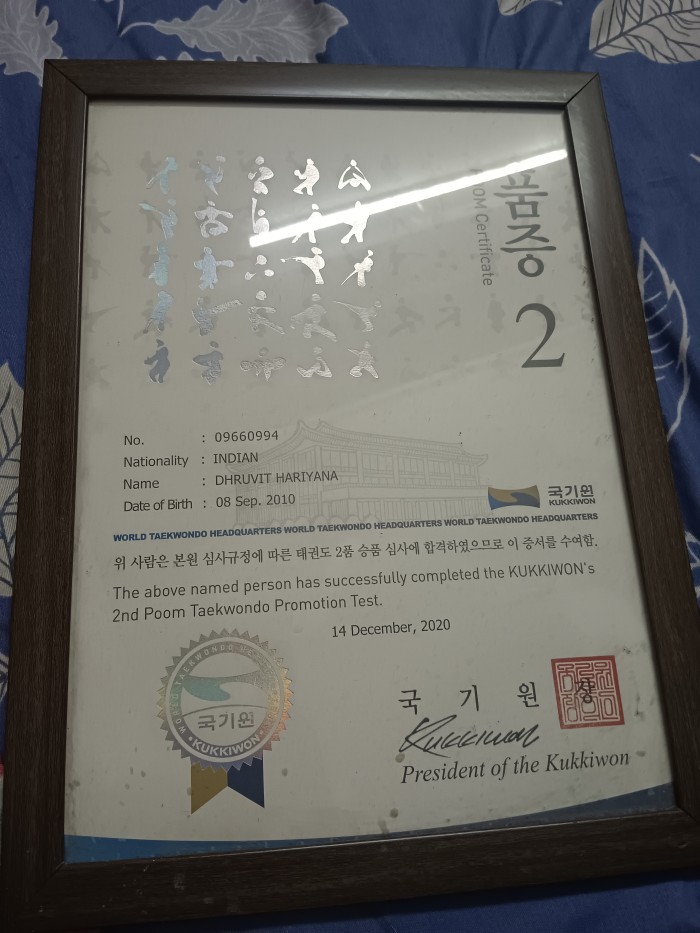 품증
POOM Certificate
2
No. : 09660994
Nationality : INDIAN
Name : DHRUVIT HARIYANA
Date of Birth : 08 Sep. 2010
국기원
KUKKIWON
WORLD TAEKWONDO HEADQUARTERS WORLD TAEKWONDO HEADQUARTERS WORLD TAEKWONDO HEADQUARTERS
위 사람은 본원 심사규정에 따른 태권도 2품 승품 심사에 합격하였으므로 이 증서를 수여함.
The above named person has successfully completed the KUKKIWON's
2nd Poom Taekwondo Promotion Test.
14 December, 2020
WORLD TAEKWONDO
국기원
• KUKKIWON •
국 기 원 장
Kukkiwon
President of the Kukkiwon